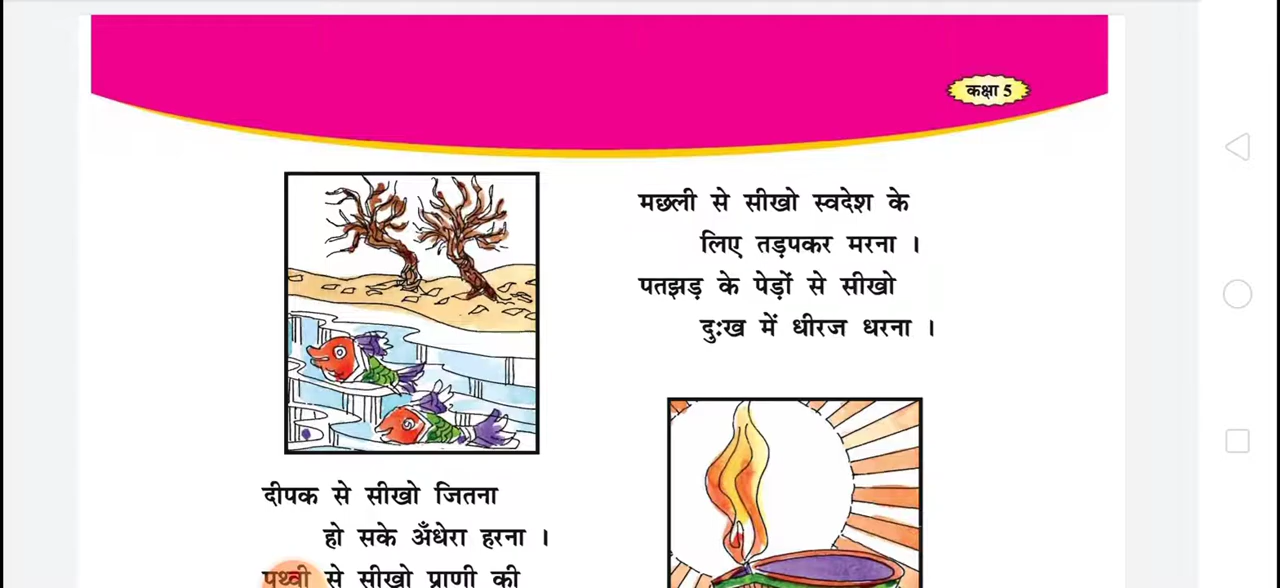 कक्षा 5
मछली से सीखो स्वदेश के
लिए तड़पकर मरना ।
पतझड़ के पेड़ों से सीखो
दुःख में धीरज धरना ।
दीपक से सीखो जितना
हो सके अँधेरा हरना ।
पृथ्वी से सीखो प्राणी की